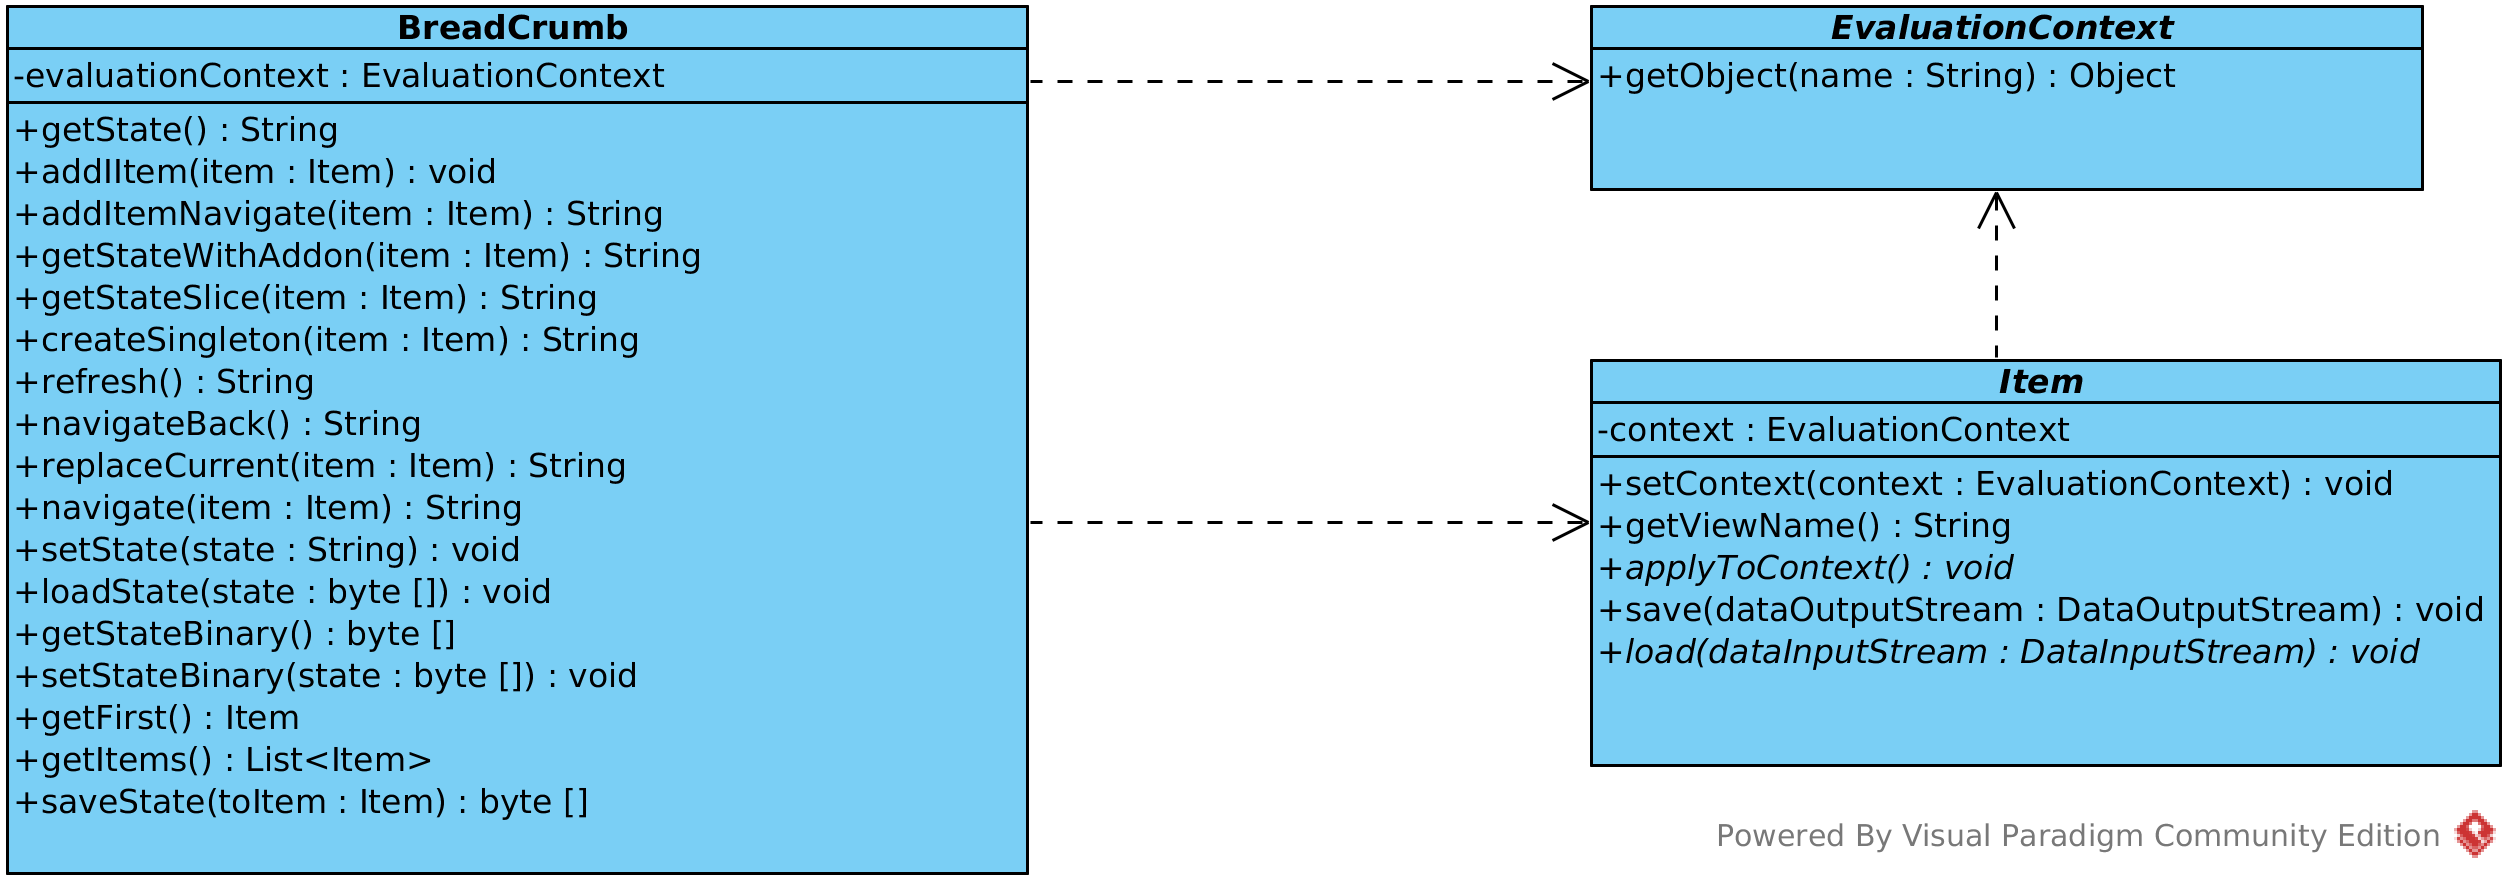 BreadCrumb
-evaluationContext : EvaluationContext
+getState() : String
+addIItem(item : Item) : void
+addItemNavigate(item : Item) : String
+getStateWithAddon(item : Item) : String
+getStateSlice(item : Item) : String
+createSingleton(item : Item) : String
+refresh() : String
+navigateBack() : String
+replaceCurrent(item : Item) : String
+navigate(item : Item) : String
+setState(state : String) : void
+loadState(state : byte []) : void
+getStateBinary() : byte []
+setStateBinary(state : byte []) : void
+getFirst() : Item
+getItems() : List<Item>
+saveState(toItem : Item) : byte []
EvaluationContext
+getObject(name : String) : Object
Item
-context : EvaluationContext
+setContext(context : EvaluationContext) : void
+getViewName() : String
+applyToContext() : void
+save(dataOutputStream : DataOutputStream) : void
+load(dataInputStream : DataInputStream) : void
Powered By Visual Paradigm Community Edition